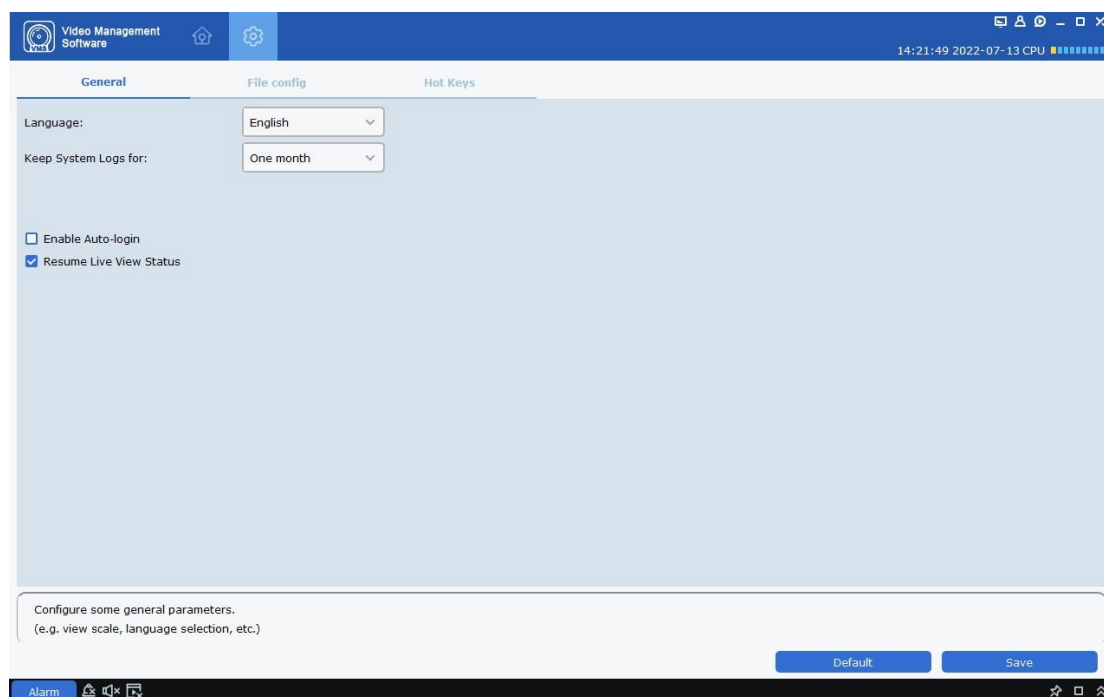 Video Management
Software
14:21:49 2022-07-13 CPU
General File config Hot Keys
Language: English
Keep System Logs for: One month
Enable Auto-login
Resume Live View Status
Configure some general parameters.
(e.g. view scale, language selection, etc.)
Default Save
Alarm